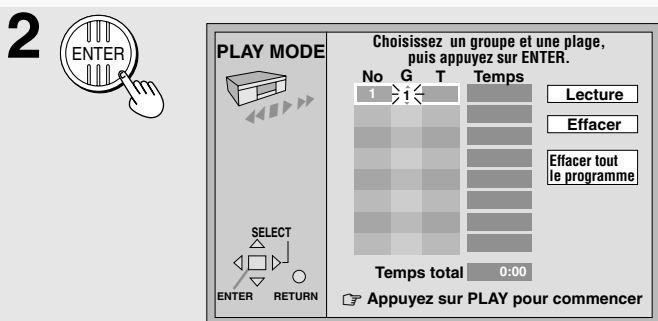 2
ENTER
PLAY MODE
Choisissez un groupe et une plage,
puis appuyez sur ENTER.
No G T Temps
1 1
Lecture
Effacer
Effacer tout
le programme
SELECT
ENTER RETURN
Temps total 0:00
☞ Appuyez sur PLAY pour commencer